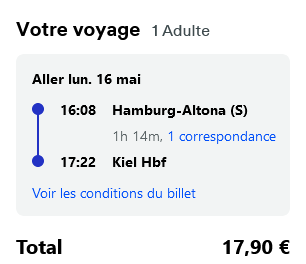 Votre voyage 1 Adulte
Aller lun. 16 mai
16:08 Hamburg-Altona (S)
1h 14m, 1 correspondance
17:22 Kiel Hbf
Voir les conditions du billet
Total 17,90 €